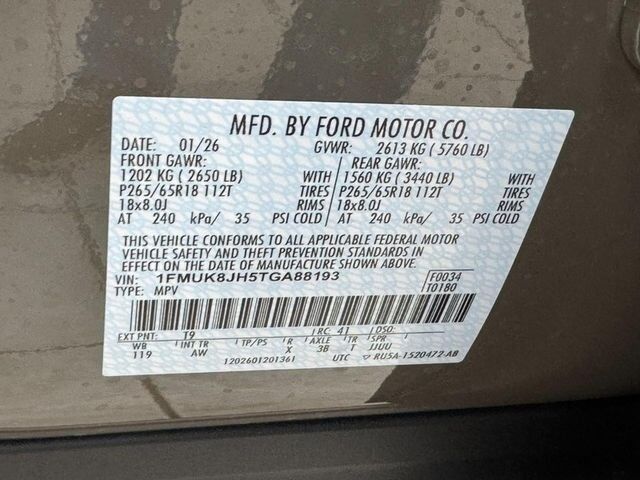 MFD. BY FORD MOTOR CO.
DATE: 01/26 GVWR: 2613 KG ( 5760 LB)
FRONT GAWR: REAR GAWR:
1202 KG ( 2650 LB) WITH 1560 KG ( 3440 LB) WITH
P265/65R18 112T TIRES P265/65R18 112T TIRES
18x8.0J RIMS 18x8.0J RIMS
AT 240 kPa/ 35 PSI COLD AT 240 kPa/ 35 PSI COLD
THIS VEHICLE CONFORMS TO ALL APPLICABLE FEDERAL MOTOR
VEHICLE SAFETY AND THEFT PREVENTION STANDARDS IN
EFFECT ON THE DATE OF MANUFACTURE SHOWN ABOVE.
VIN: 1FMUK8JH5TGA88193 F0034
TYPE: MPV T0180
EXT PNT: T9 RC: 41 DSO:
WB INT TR TP/PS R AXLE T SPR
119 AW X 3B T JJUU
1202601201361 UTC ▽ RU5A-1520472-AB